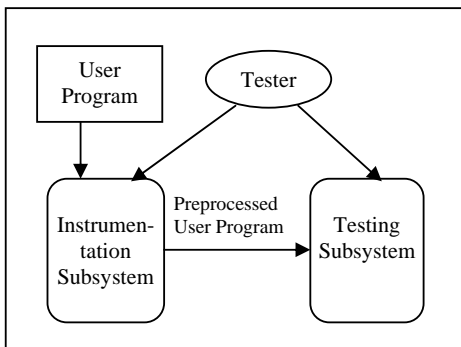 User
Program
Tester
Preprocessed
User Program
Instrumen-
tation
Subsystem
Testing
Subsystem